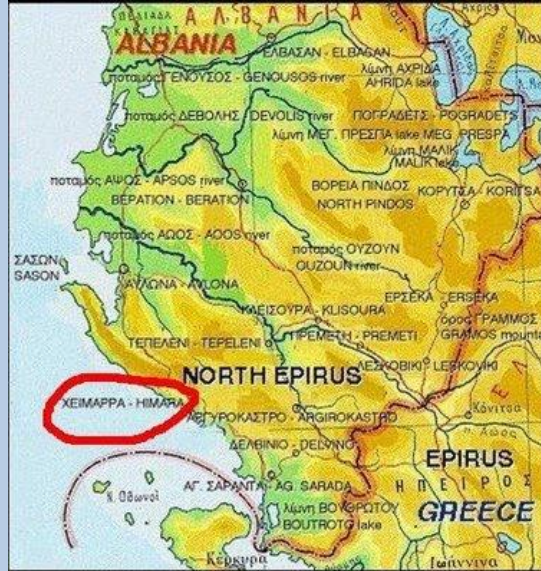 ΑΛΒΑΝΙΑ
ALBANIA
ΕΛΒΑΣΑΝ - ELBASAN
λίμνη ΑΧΡΙΔΑ
AHRIDA lake
ποταμός ΓΕΝΟΥΣΟΣ - GENOUSOS river
ποταμός ΔΕΒΟΛΗΣ - DEVOLIS river
ΠΟΓΡΑΔΕΤΣ - POGRADETS
λίμνη ΜΕΓ. ΠΡΕΣΠΑ lake MEG. PRESPA
λίμνη ΜΑΛΙΚ
MALIK lake
ποταμός ΑΨΟΣ - APSOS river
ΒΕΡΑΤΙΟΝ - BERATION
ΒΟΡΕΙΑ ΠΙΝΔΟΣ
NORTH PINDOS
ΚΟΡΥΤΣΑ - KORITSA
ποταμός ΑΩΟΣ - AOOS river
ποταμός ΟΥΖΟΥΝ
OUZOUN river
ΣΑΣΩΝ
SASON
ΑΥΛΩΝΑ - AVLONA
ΚΛΕΙΣΟΥΡΑ - KLISOURA
ΕΡΣΕΚΑ - ERSEKA
όρος ΓΡΑΜΜΟΣ
GRAMOS mounta
ΤΕΠΕΛΕΝΙ - TEPELENI
ΠΡΕΜΕΤΗ - PREMETI
ΛΕΣΚΟΒΙΚΙ - LESKOVIKI
NORTH EPIRUS
ΧΕΙΜΑΡΡΑ - HIMARA
ΑΡΓΥΡΟΚΑΣΤΡΟ - ARGIROKASTRO
Κόνιτσα
ΔΕΛΒΙΝΙΟ - DELVINO
EPIRUS
ΗΠΕΙΡΟΣ
GREECE
Ν. Οθωνοί
ΑΓ. ΣΑΡΑΝΤΑ - AG. SARADA
λίμνη ΒΟΥΘΡΩΤΟΥ
BOUTROTO lake
Κέρκυρα
Ιωάννινα